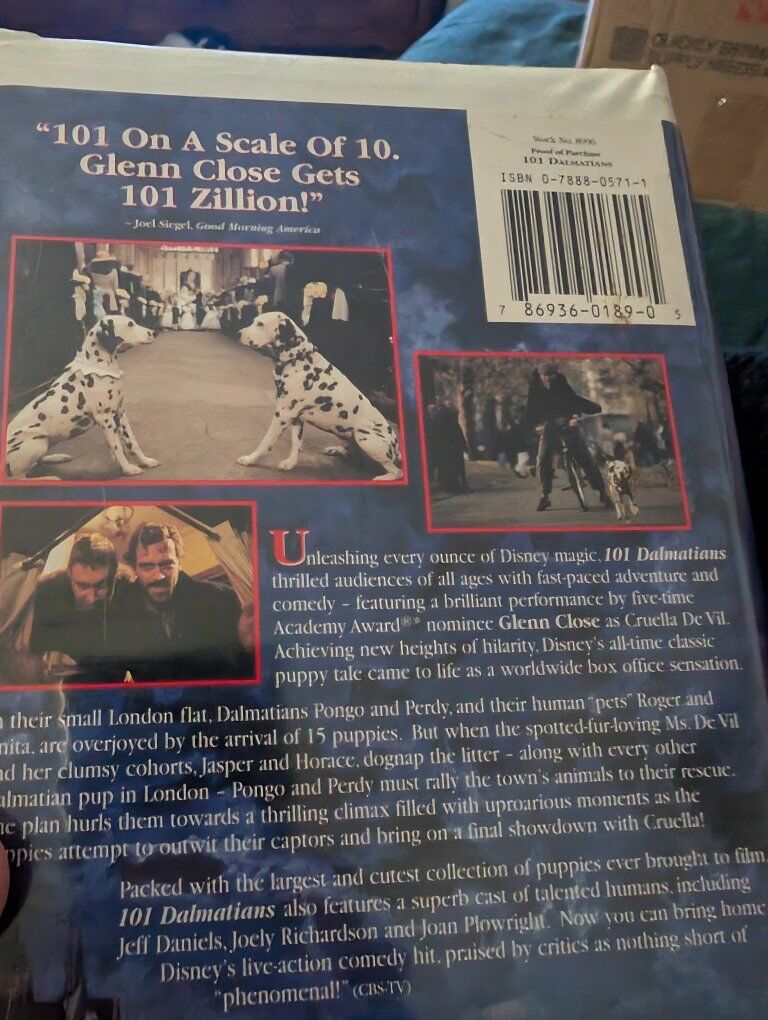 "101 On A Scale Of 10.
Glenn Close Gets
101 Zillion!"
– Joel Siegel, Good Morning America
Proof of Purchase
101 DALMATIANS
ISBN 0-7888-0571-1
7 86936-0189-0 5
Unleashing every ounce of Disney magic, 101 Dalmatians
thrilled audiences of all ages with fast-paced adventure and
comedy – featuring a brilliant performance by five-time
Academy Award®* nominee Glenn Close as Cruella De Vil.
Achieving new heights of hilarity, Disney's all-time classic
puppy tale came to life as a worldwide box office sensation.
their small London flat, Dalmatians Pongo and Perdy, and their human "pets" Roger and
nita, are overjoyed by the arrival of 15 puppies. But when the spotted-fur-loving Ms. De Vil
nd her clumsy cohorts, Jasper and Horace, dognap the litter – along with every other
almatian pup in London – Pongo and Perdy must rally the town's animals to their rescue.
he plan hurls them towards a thrilling climax filled with uproarious moments as the
ppies attempt to outwit their captors and bring on a final showdown with Cruella!
Packed with the largest and cutest collection of puppies ever brought to film,
101 Dalmatians also features a superb cast of talented humans, including
Jeff Daniels, Joely Richardson and Joan Plowright. Now you can bring home
Disney's live-action comedy hit, praised by critics as nothing short of
"phenomenal!" (CBS-TV)